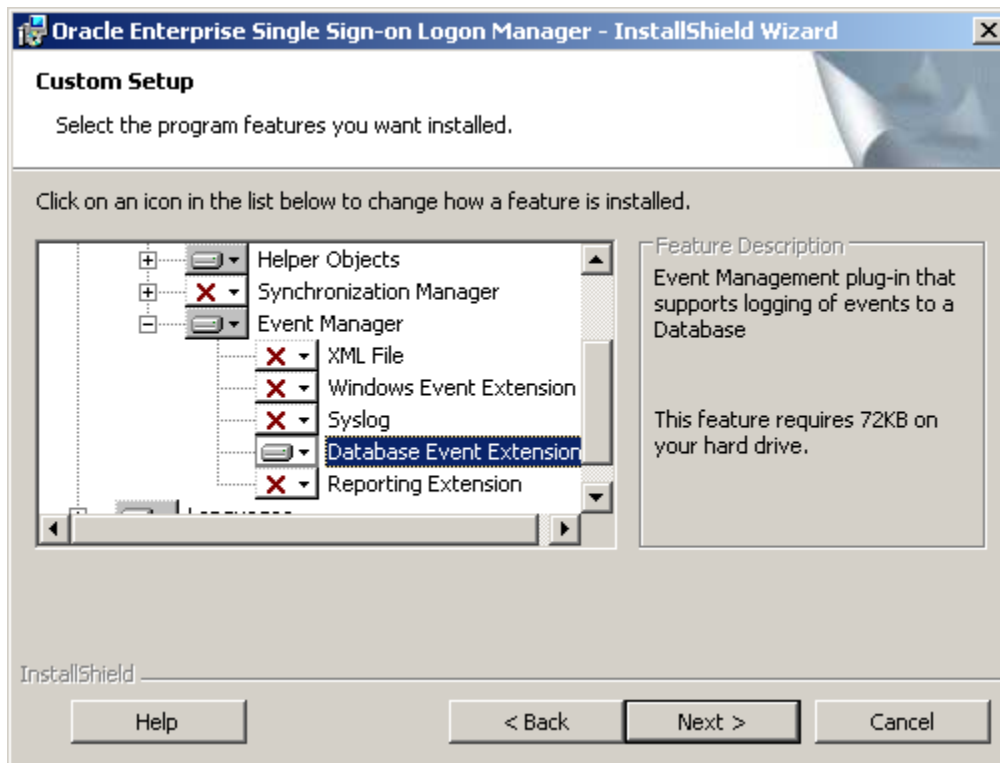 Oracle Enterprise Single Sign-on Logon Manager - InstallShield Wizard
Custom Setup
Select the program features you want installed.
Click on an icon in the list below to change how a feature is installed.
Helper Objects
Synchronization Manager
Event Manager
XML File
Windows Event Extension
Syslog
Database Event Extension
Reporting Extension
Languages
Feature Description
Event Management plug-in that
supports logging of events to a
Database
This feature requires 72KB on
your hard drive.
InstallShield
Help
< Back
Next >
Cancel